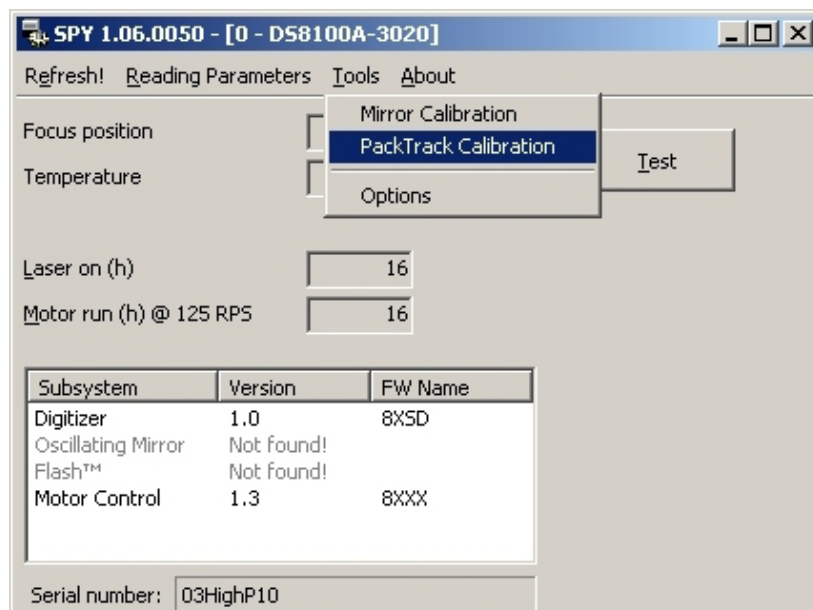 SPY 1.06.0050 - [0 - DS8100A-3020]
Refresh! Reading Parameters Tools About
Mirror Calibration
PackTrack Calibration
Options
Focus position
Temperature
Test
Laser on (h) 16
Motor run (h) @ 125 RPS 16
Subsystem Version FW Name
Digitizer 1.0 8XSD
Oscillating Mirror Not found!
Flash™ Not found!
Motor Control 1.3 8XXX
Serial number: 03HighP10